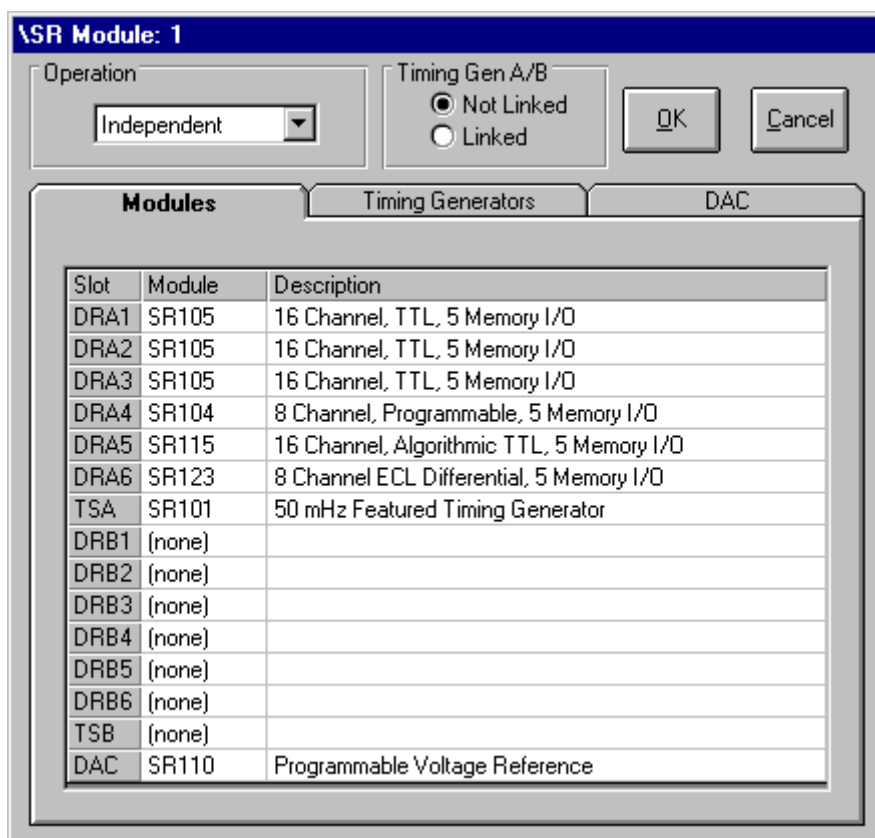 \SR Module: 1
Operation
Independent
Timing Gen A/B
Not Linked
Linked
OK
Cancel
Modules
Timing Generators
DAC
Slot Module Description
DRA1 SR105 16 Channel, TTL, 5 Memory I/O
DRA2 SR105 16 Channel, TTL, 5 Memory I/O
DRA3 SR105 16 Channel, TTL, 5 Memory I/O
DRA4 SR104 8 Channel, Programmable, 5 Memory I/O
DRA5 SR115 16 Channel, Algorithmic TTL, 5 Memory I/O
DRA6 SR123 8 Channel ECL Differential, 5 Memory I/O
TSA SR101 50 mHz Featured Timing Generator
DRB1 (none)
DRB2 (none)
DRB3 (none)
DRB4 (none)
DRB5 (none)
DRB6 (none)
TSB (none)
DAC SR110 Programmable Voltage Reference